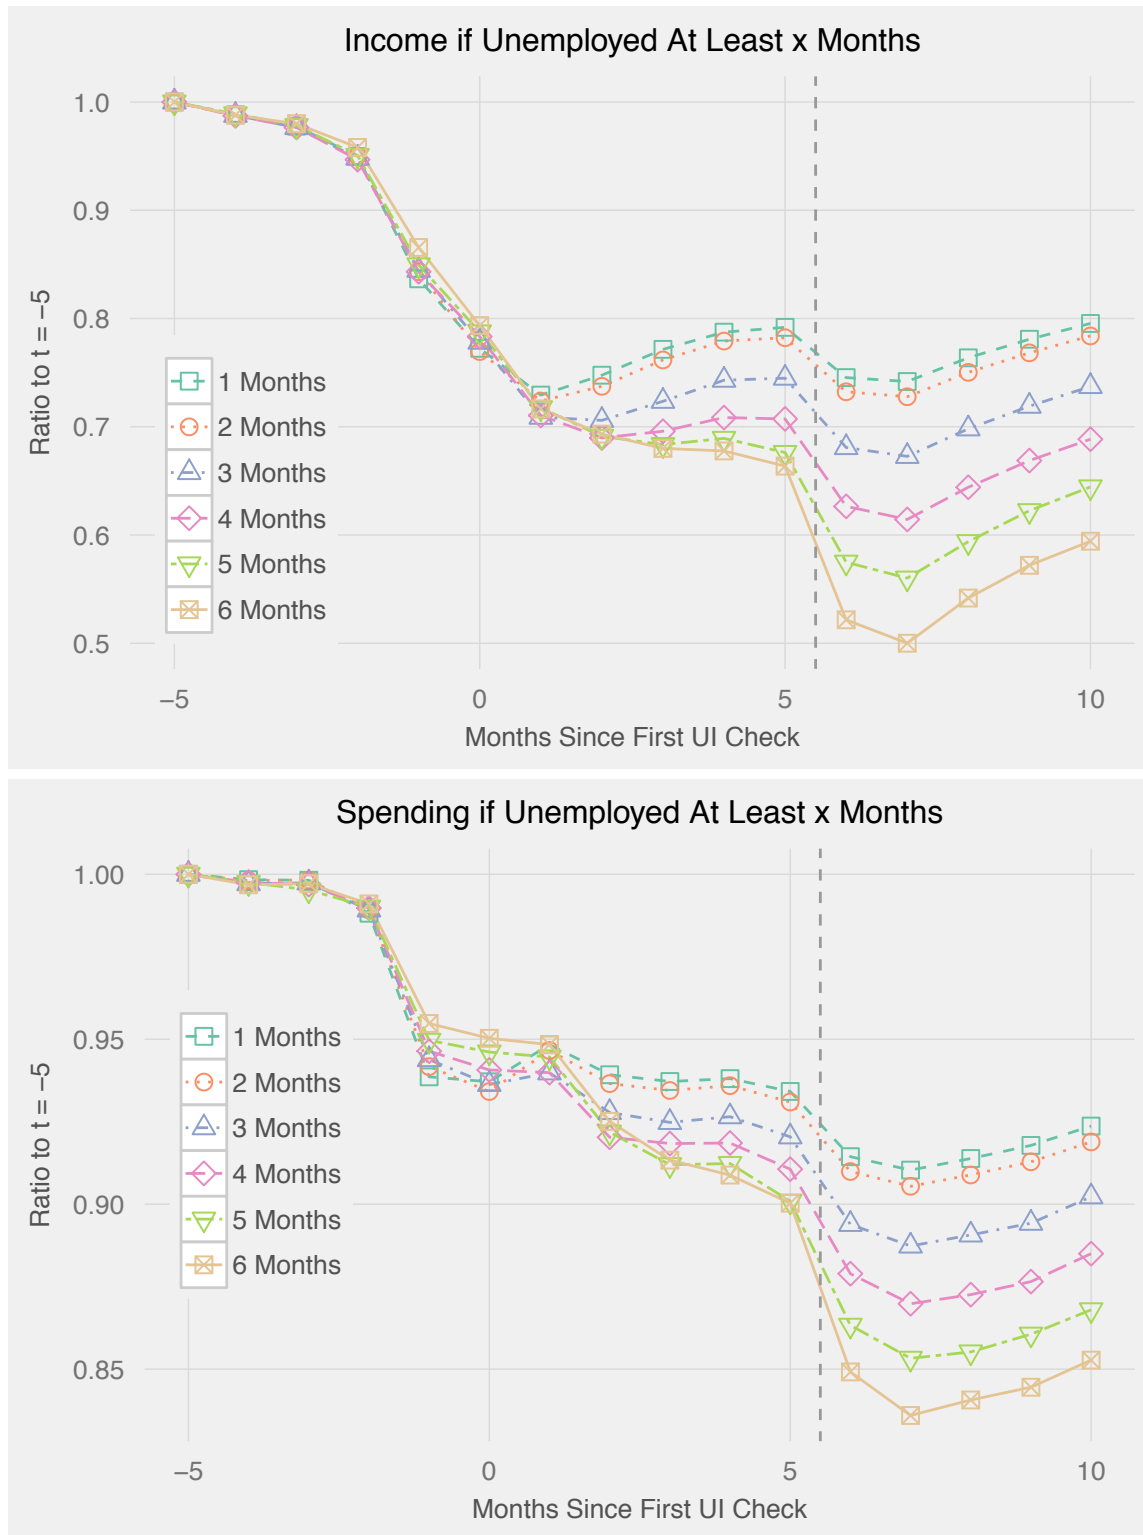 Income if Unemployed At Least x Months
1.0
0.9
0.8
0.7
0.6
0.5
Ratio to t = −5
1 Months
2 Months
3 Months
4 Months
5 Months
6 Months
−5 0 5 10
Months Since First UI Check
Spending if Unemployed At Least x Months
1.00
0.95
0.90
0.85
Ratio to t = −5
1 Months
2 Months
3 Months
4 Months
5 Months
6 Months
−5 0 5 10
Months Since First UI Check